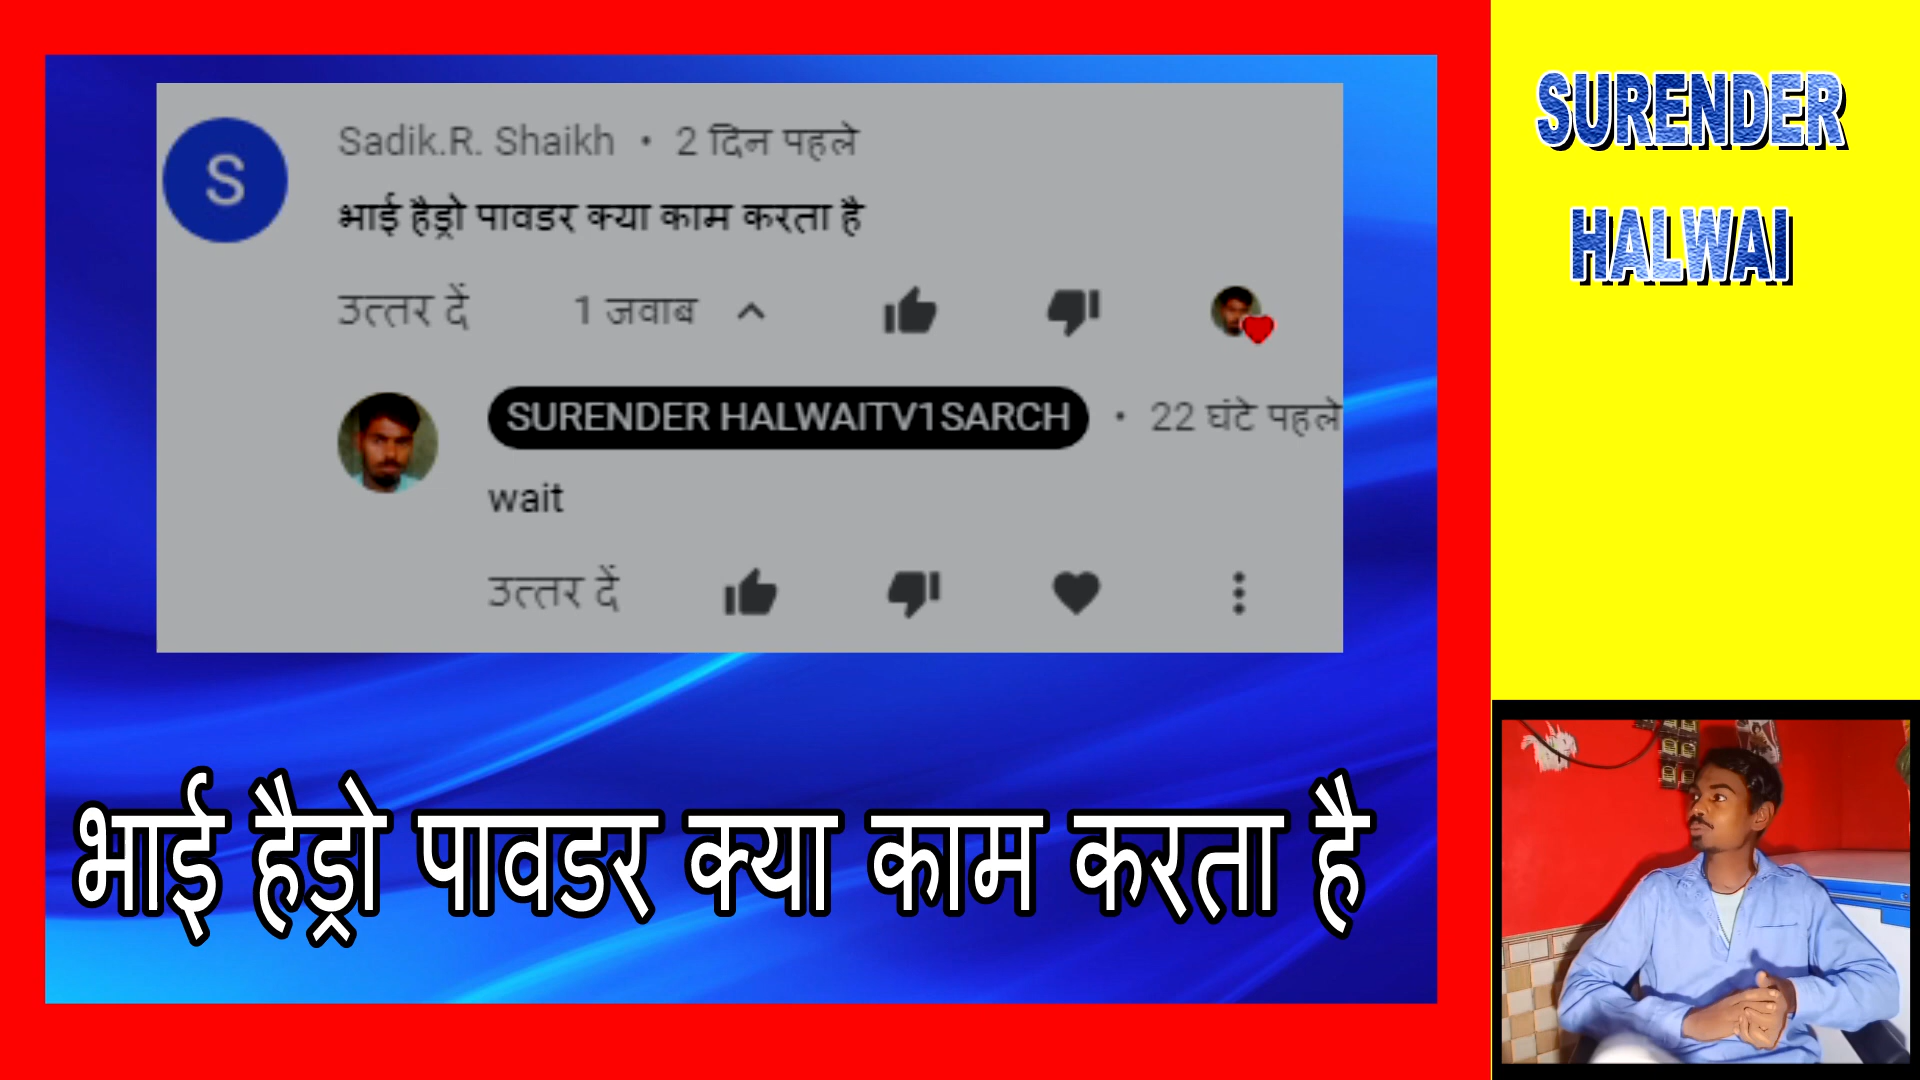 Sadik.R. Shaikh • 2 दिन पहले
भाई हैड्रो पावडर क्या काम करता है
उत्तर दें 1 जवाब
SURENDER HALWAITV1SARCH • 22 घंटे पहले
wait
उत्तर दें
भाई हैड्रो पावडर क्या काम करता है
SURENDER
HALWAI
S